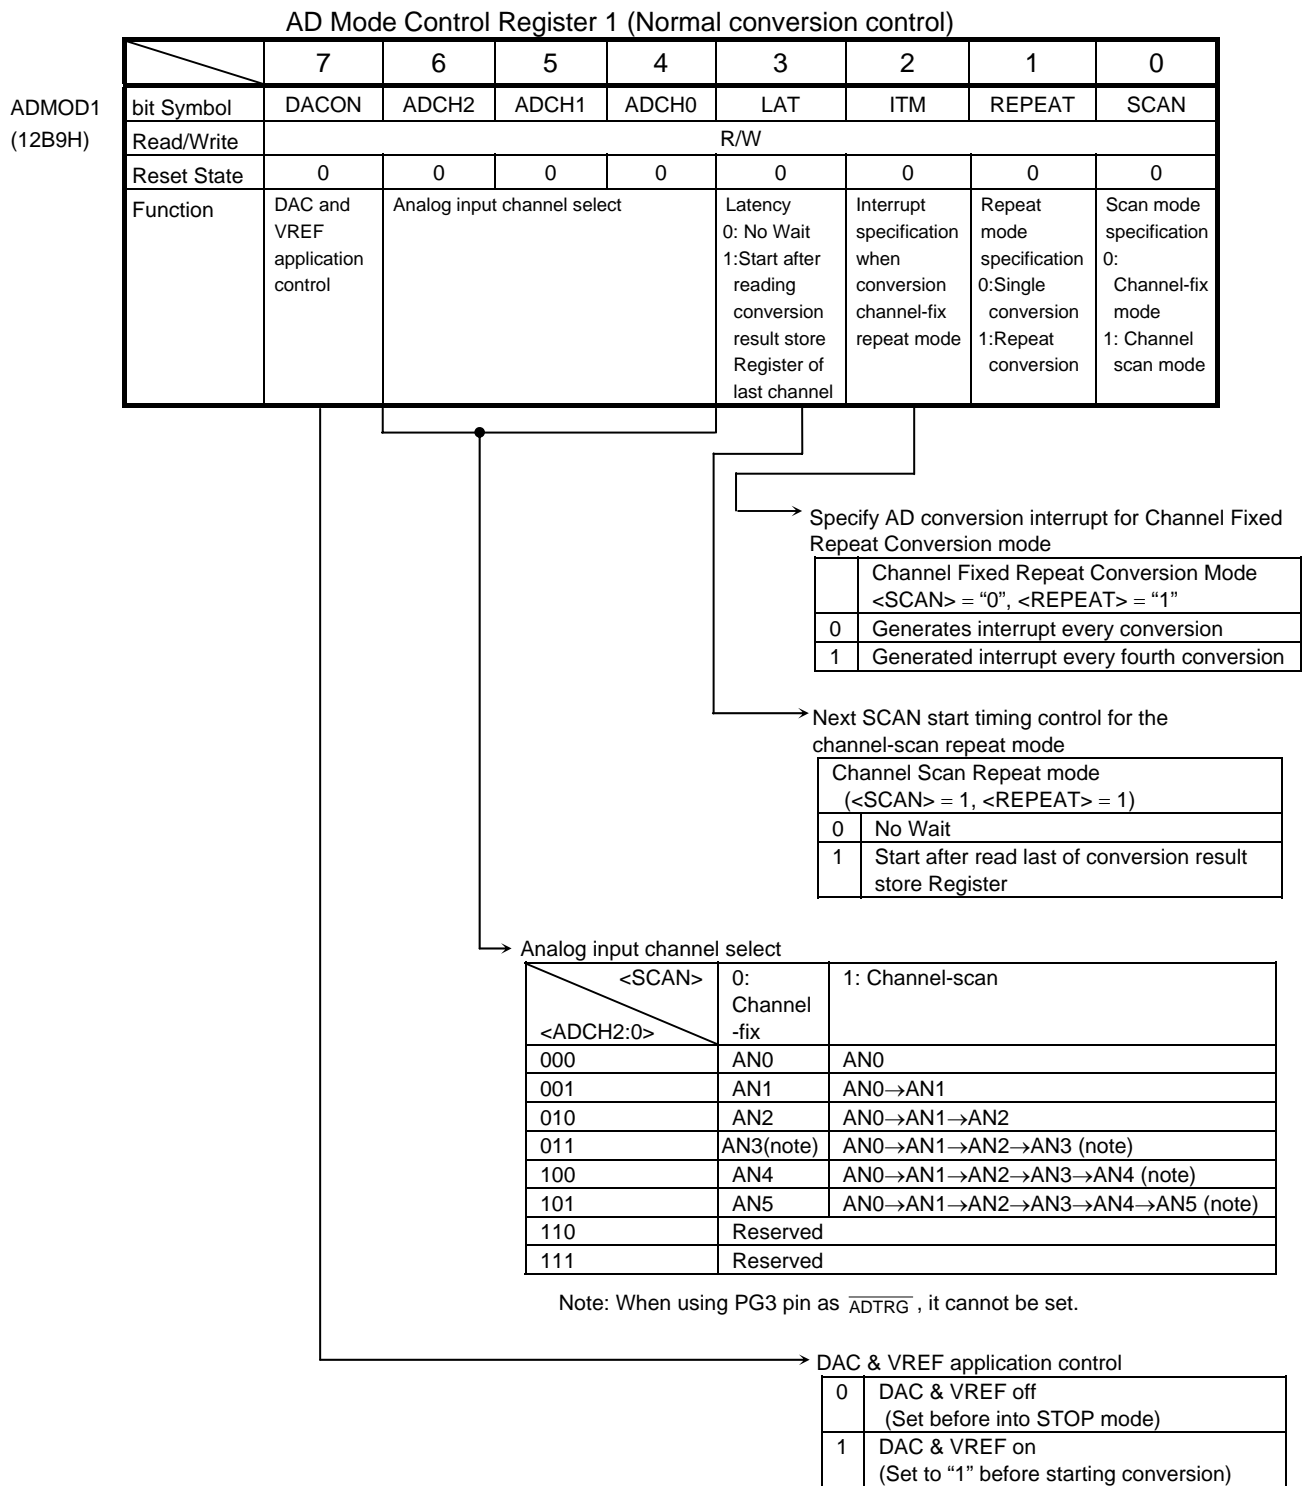 AD Mode Control Register 1 (Normal conversion control)
7 6 5 4 3 2 1 0
ADMOD1
(12B9H)
bit Symbol DACON ADCH2 ADCH1 ADCH0 LAT ITM REPEAT SCAN
Read/Write R/W
Reset State 0 0 0 0 0 0 0 0
Function
DAC and
VREF
application
control
Analog input channel select
Latency
0: No Wait
1:Start after
reading
conversion
result store
Register of
last channel
Interrupt
specification
when
conversion
channel-fix
repeat mode
Repeat
mode
specification
0:Single
conversion
1:Repeat
conversion
Scan mode
specification
0:
Channel-fix
mode
1: Channel
scan mode
Specify AD conversion interrupt for Channel Fixed
Repeat Conversion mode
Channel Fixed Repeat Conversion Mode
<SCAN> = “0”, <REPEAT> = “1”
0 Generates interrupt every conversion
1 Generated interrupt every fourth conversion
Next SCAN start timing control for the
channel-scan repeat mode
Channel Scan Repeat mode
(<SCAN> = 1, <REPEAT> = 1)
0 No Wait
1 Start after read last of conversion result
store Register
Analog input channel select
<SCAN>
<ADCH2:0>
0:
Channel
-fix
1: Channel-scan
000 AN0 AN0
001 AN1 AN0→AN1
010 AN2 AN0→AN1→AN2
011 AN3(note) AN0→AN1→AN2→AN3 (note)
100 AN4 AN0→AN1→AN2→AN3→AN4 (note)
101 AN5 AN0→AN1→AN2→AN3→AN4→AN5 (note)
110 Reserved
111 Reserved
Note: When using PG3 pin as ADTRG , it cannot be set.
DAC & VREF application control
0 DAC & VREF off
(Set before into STOP mode)
1 DAC & VREF on
(Set to “1” before starting conversion)